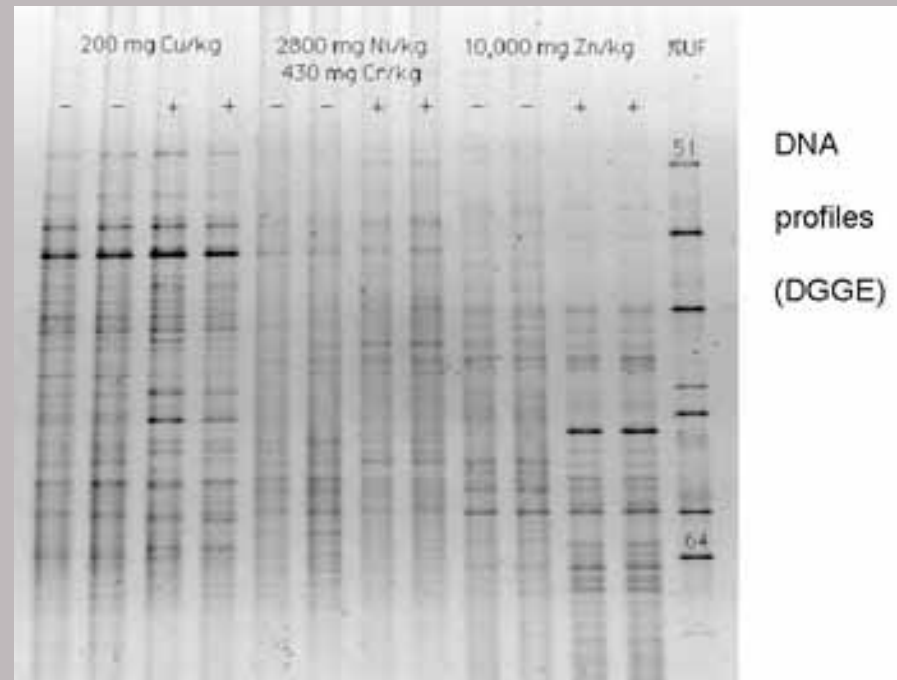 200 mg Cu/kg 2800 mg Ni/kg 10,000 mg Zn/kg %UF
430 mg Cr/kg
- - + + - - + + - - + +
51
64
DNA
profiles
(DGGE)